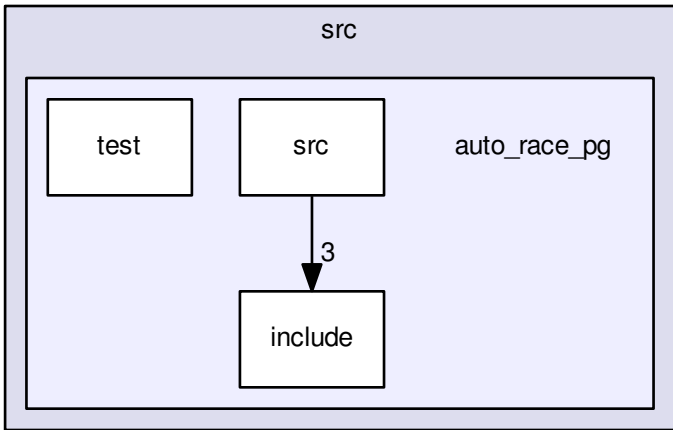 src
test
src
auto_race_pg
3
include